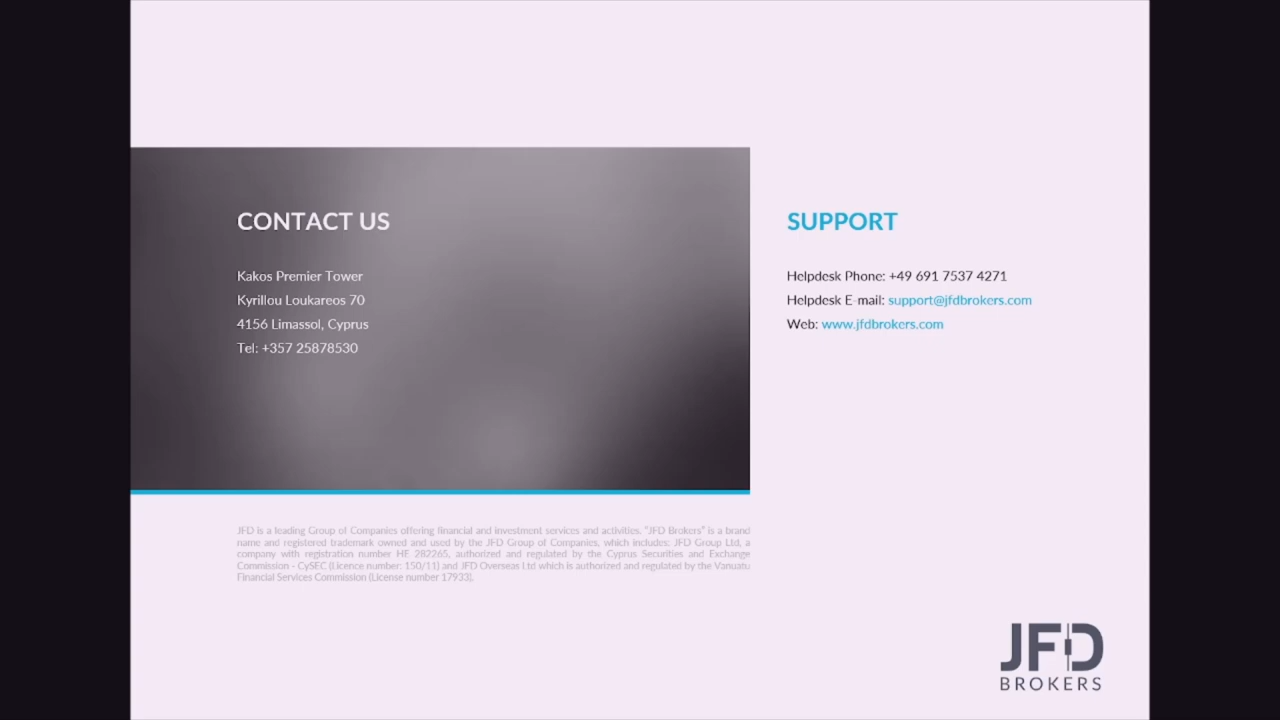 CONTACT US
Kakos Premier Tower
Kyrillou Loukareos 70
4156 Limassol, Cyprus
Tel: +357 25878530
SUPPORT
Helpdesk Phone: +49 691 7537 4271
Helpdesk E-mail: support@jfdbrokers.com
Web: www.jfdbrokers.com
JFD is a leading Group of Companies offering financial and investment services and activities. "JFD Brokers" is a brand
name and registered trademark owned and used by the JFD Group of Companies, which includes: JFD Group Ltd, a
company with registration number HE 282265, authorized and regulated by the Cyprus Securities and Exchange
Commission - CySEC (Licence number: 150/11) and JFD Overseas Ltd which is authorized and regulated by the Vanuatu
Financial Services Commission (License number 17933).
JFD
BROKERS